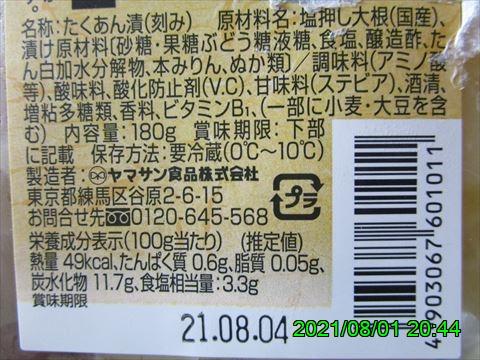 名称:たくあん漬(刻み) 原材料名:塩押し大根(国産)、
漬け原材料〔砂糖・果糖ぶどう糖液糖、食塩、醸造酢、たん
白加水分解物、本みりん、ぬか類〕／調味料(アミノ酸
等)、酸味料、酸化防止剤(V.C)、甘味料(ステビア)、酒清、
増粘多糖類、香料、ビタミンB₁、(一部に小麦・大豆を含
む) 内容量:180g 賞味期限:下部
に記載 保存方法:要冷蔵(0℃〜10℃)
製造者:ヤマサン食品株式会社
東京都練馬区谷原2-6-15
お問合せ先 0120-645-568
プラ
栄養成分表示(100g当たり) (推定値)
熱量 49kcal、たんぱく質 0.6g、脂質 0.05g、
炭水化物 11.7g、食塩相当量:3.3g
賞味期限
21.08.04
4903067601011
2021/08/01 20:44